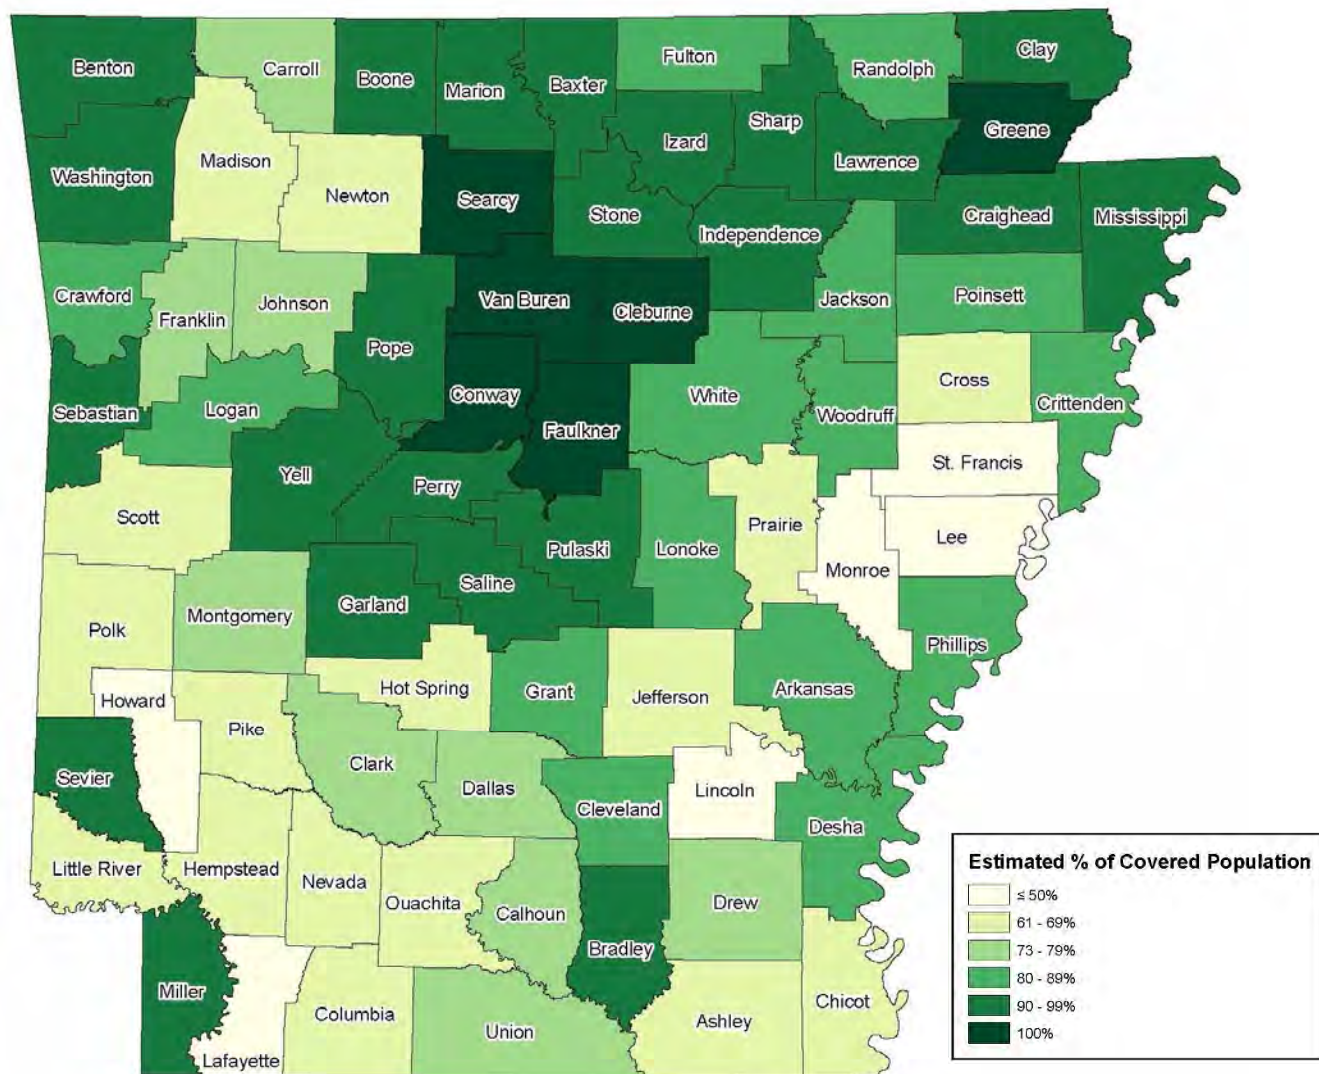 Benton
Carroll
Boone
Marion
Baxter
Fulton
Randolph
Clay
Sharp
Greene
Izard
Lawrence
Madison
Washington
Newton
Searcy
Stone
Independence
Craighead
Mississippi
Crawford
Franklin
Johnson
Van Buren
Cleburne
Jackson
Poinsett
Pope
Conway
White
Cross
Crittenden
Sebastian
Logan
Faulkner
Woodruff
Yell
Perry
St. Francis
Scott
Pulaski
Lonoke
Prairie
Lee
Monroe
Saline
Garland
Montgomery
Polk
Phillips
Howard
Hot Spring
Grant
Jefferson
Arkansas
Pike
Clark
Sevier
Dallas
Cleveland
Lincoln
Desha
Little River
Hempstead
Nevada
Ouachita
Calhoun
Drew
Bradley
Miller
Columbia
Union
Ashley
Chicot
Lafayette
Estimated % of Covered Population
≤ 50%
61 - 69%
73 - 79%
80 - 89%
90 - 99%
100%